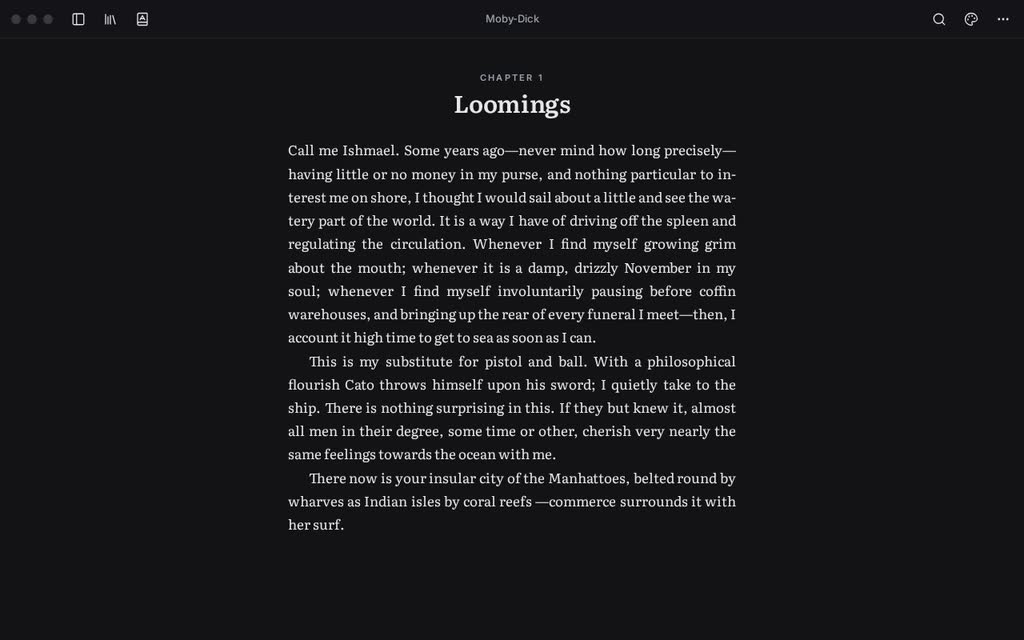 Moby-Dick
CHAPTER 1
Loomings
Call me Ishmael. Some years ago—never mind how long precisely—
having little or no money in my purse, and nothing particular to in-
terest me on shore, I thought I would sail about a little and see the wa-
tery part of the world. It is a way I have of driving off the spleen and
regulating the circulation. Whenever I find myself growing grim
about the mouth; whenever it is a damp, drizzly November in my
soul; whenever I find myself involuntarily pausing before coffin
warehouses, and bringing up the rear of every funeral I meet—then, I
account it high time to get to sea as soon as I can.
This is my substitute for pistol and ball. With a philosophical
flourish Cato throws himself upon his sword; I quietly take to the
ship. There is nothing surprising in this. If they but knew it, almost
all men in their degree, some time or other, cherish very nearly the
same feelings towards the ocean with me.
There now is your insular city of the Manhattoes, belted round by
wharves as Indian isles by coral reefs —commerce surrounds it with
her surf.